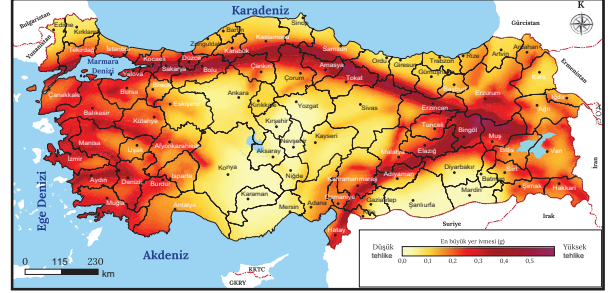 Karadeniz
K
Bulgaristan
Yunanistan
Gürcistan
Ermenistan
Edirne
Kırklareli
Tekirdağ
İstanbul
Kocaeli
Yalova
Sakarya
Düzce
Bolu
Zonguldak
Bartın
Karabük
Kastamonu
Sinop
Samsun
Çankırı
Çorum
Amasya
Tokat
Ordu
Giresun
Gümüşhane
Trabzon
Rize
Artvin
Ardahan
Kars
Marmara
Denizi
Çanakkale
Balıkesir
Bursa
Kütahya
Eskişehir
Ankara
Kırıkkale
Yozgat
Sivas
Erzincan
Erzurum
Ağrı
Kırşehir
Nevşehir
Kayseri
Tunceli
Bingöl
Muş
Manisa
İzmir
Uşak
Afyonkarahisar
Aksaray
Malatya
Elazığ
Bitlis
Van
Aydın
Denizli
Burdur
Isparta
Konya
Niğde
Kahramanmaraş
Adıyaman
Diyarbakır
Batman
Siirt
Muğla
Antalya
Karaman
Mersin
Adana
Osmaniye
Gaziantep
Şanlıurfa
Mardin
Şırnak
Hakkari
Hatay
Ege Denizi
Akdeniz
Suriye
Irak
İran
KKTC
GKRY
0 115 230
km
En büyük yer ivmesi (g)
Düşük
tehlike
Yüksek
tehlike
0,0 0,1 0,2 0,3 0,4 0,5